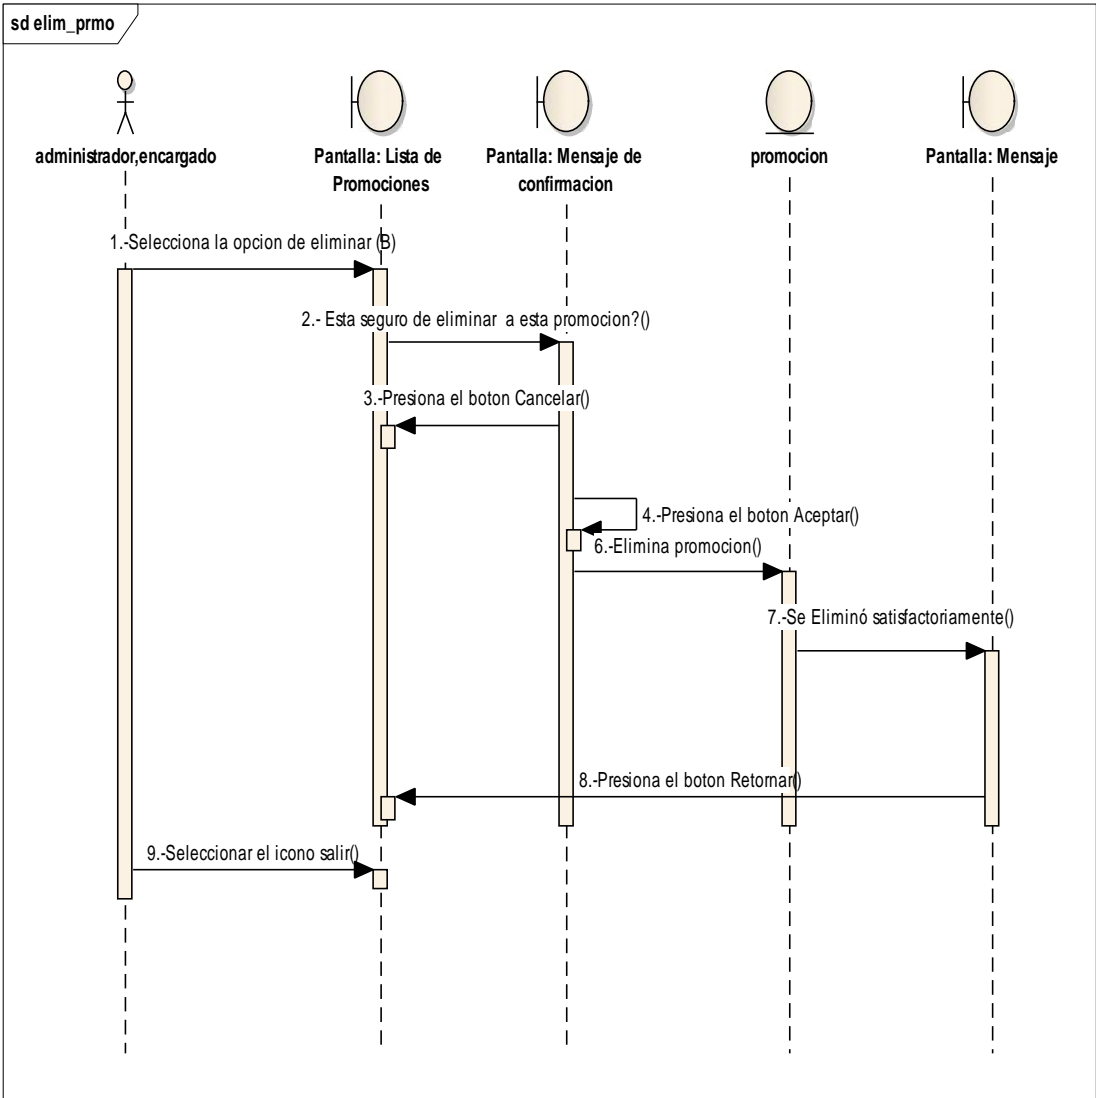 sd elim_prmo
administrador,encargado
Pantalla: Lista de
Promociones
Pantalla: Mensaje de
confirmacion
promocion
Pantalla: Mensaje
1.-Selecciona la opcion de eliminar (B)
2.- Esta seguro de eliminar  a esta promocion?()
3.-Presiona el boton Cancelar()
4.-Presiona el boton Aceptar()
6.-Elimina promocion()
7.-Se Eliminó satisfactoriamente()
8.-Presiona el boton Retornar()
9.-Seleccionar el icono salir()